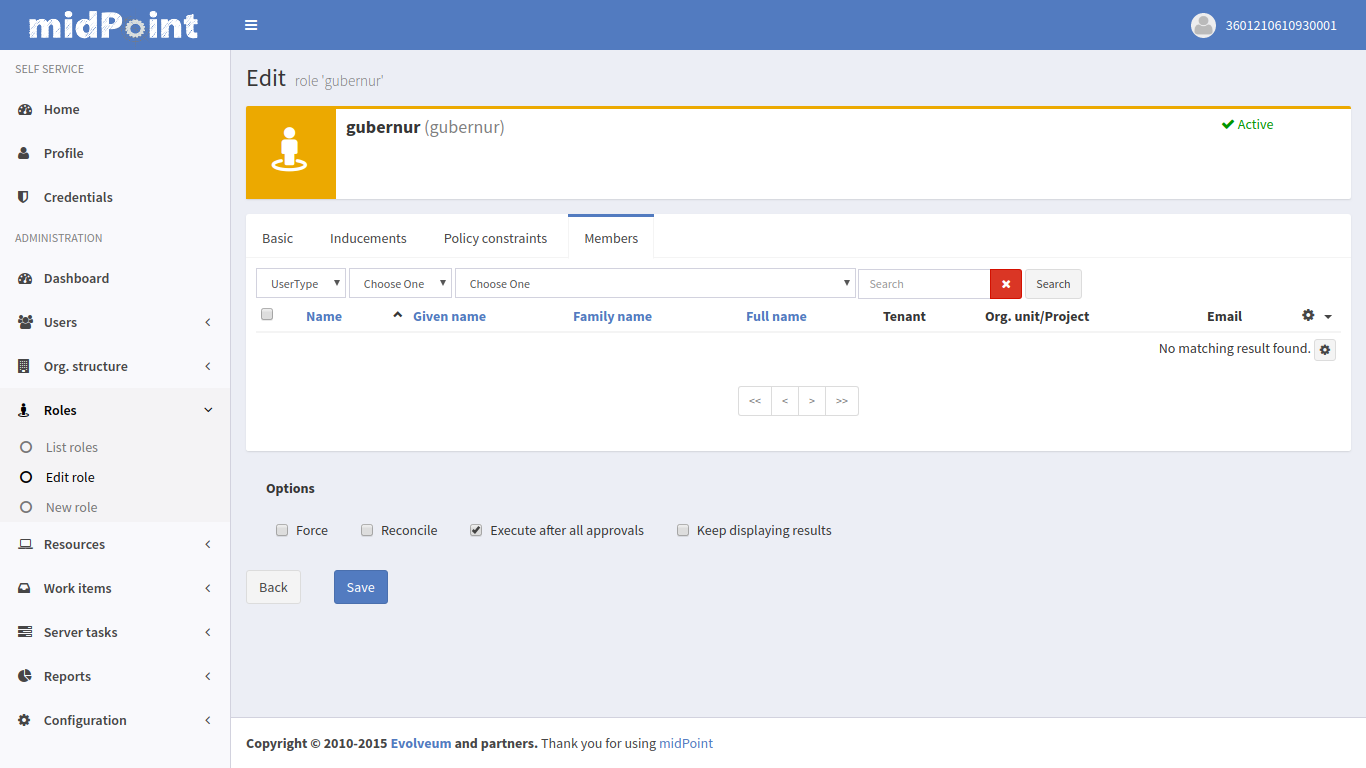 midPoint
3601210610930001
SELF SERVICE
Home
Profile
Credentials
ADMINISTRATION
Dashboard
Users
Org. structure
Roles
List roles
Edit role
New role
Resources
Work items
Server tasks
Reports
Configuration
Edit role 'gubernur'
gubernur (gubernur)
Active
Basic Inducements Policy constraints Members
UserType Choose One Choose One Search Search
Name Given name Family name Full name Tenant Org. unit/Project Email
No matching result found.
<< < > >>
Options
Force Reconcile Execute after all approvals Keep displaying results
Back Save
Copyright © 2010-2015 Evolveum and partners. Thank you for using midPoint